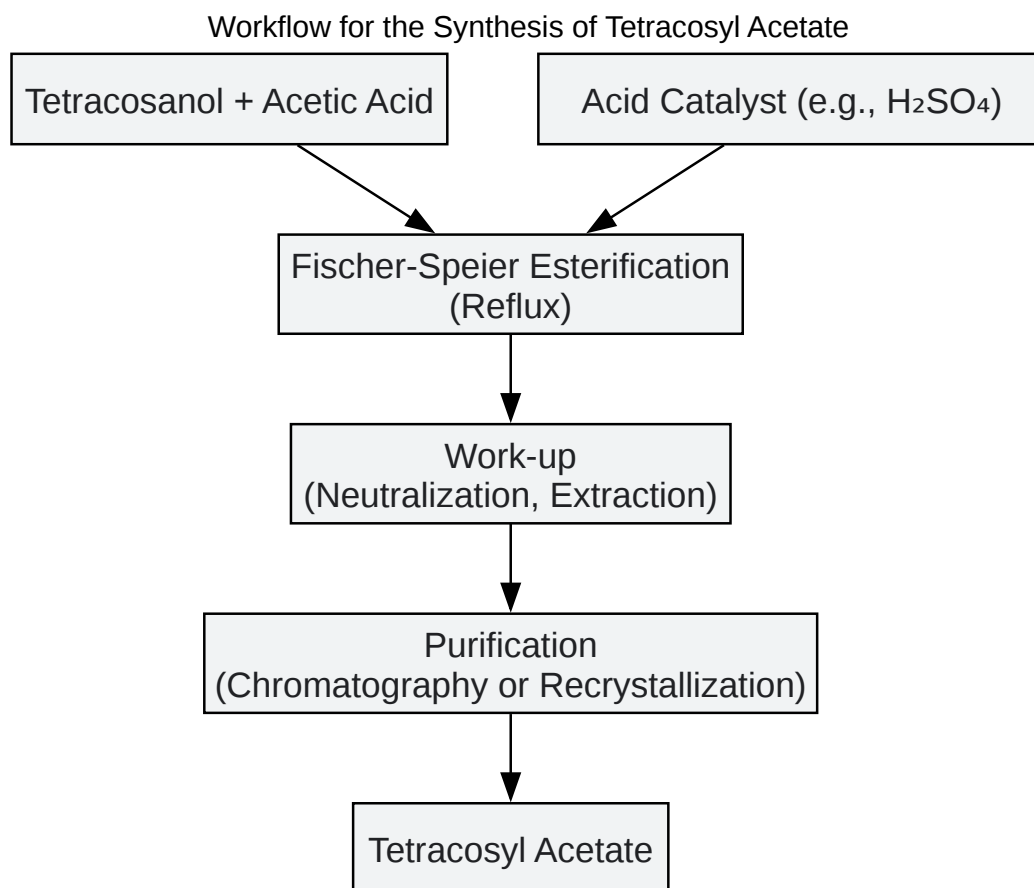 Workflow for the Synthesis of Tetracosyl Acetate
Tetracosanol + Acetic Acid
Acid Catalyst (e.g., H₂SO₄)
Fischer-Speier Esterification
(Reflux)
Work-up
(Neutralization, Extraction)
Purification
(Chromatography or Recrystallization)
Tetracosyl Acetate